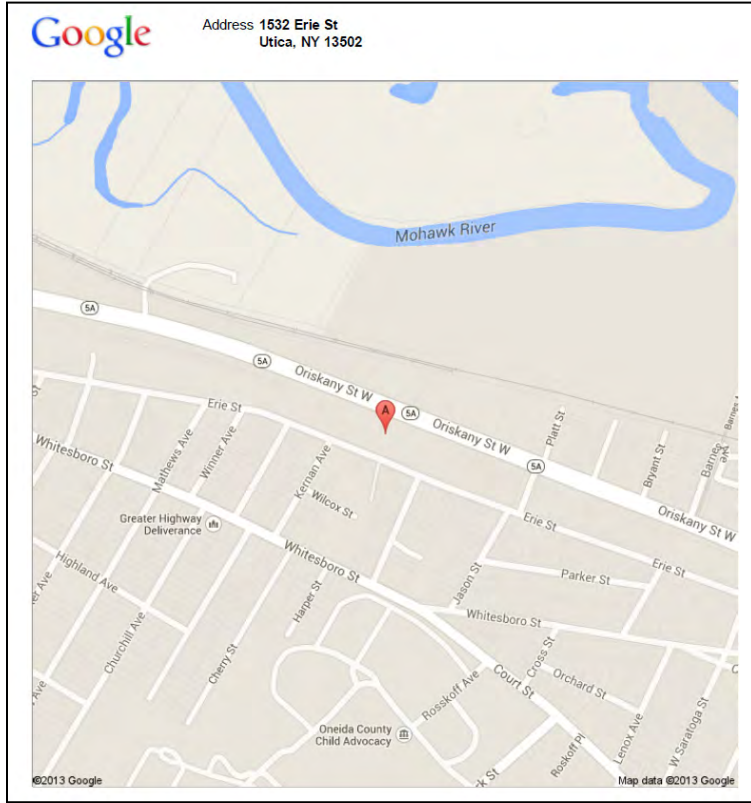 Google
Address 1532 Erie St
Utica, NY 13502
Mohawk River
5A
5A
Oriskany St W
A
5A
Oriskany St W
Erie St
Platt St
Bryant St
Barnes Ave
Barnes A
5A
Oriskany St W
Whitesboro St
Mathews Ave
Winner Ave
Kernan Ave
Wilcox St
Greater Highway
Deliverance
Whitesboro St
Erie St
Erie St
Highland Ave
Harper St
Jason St
Parker St
Whitesboro St
Churchill Ave
Cherry St
Cross St
Court St
Orchard St
Rosskoff Ave
Oneida County
Child Advocacy
Roskoff Pl
Lenox Ave
W Saratoga St
©2013 Google
Map data ©2013 Google